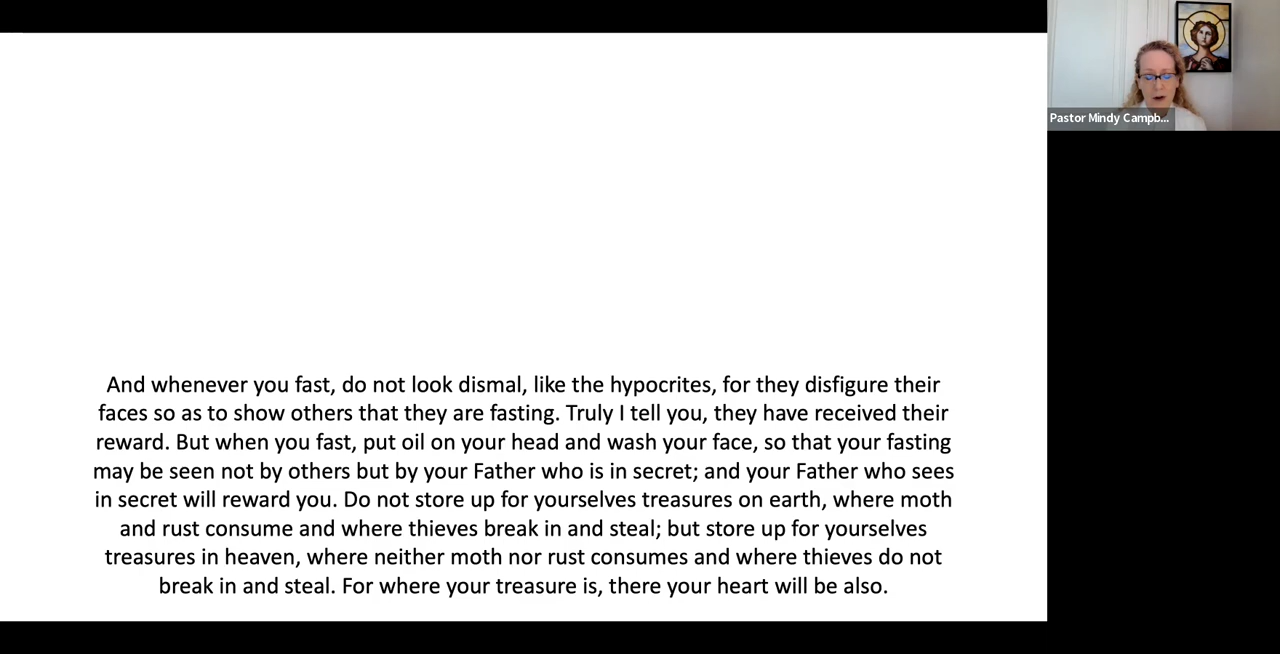 Pastor Mindy Campb...
And whenever you fast, do not look dismal, like the hypocrites, for they disfigure their
faces so as to show others that they are fasting. Truly I tell you, they have received their
reward. But when you fast, put oil on your head and wash your face, so that your fasting
may be seen not by others but by your Father who is in secret; and your Father who sees
in secret will reward you. Do not store up for yourselves treasures on earth, where moth
and rust consume and where thieves break in and steal; but store up for yourselves
treasures in heaven, where neither moth nor rust consumes and where thieves do not
break in and steal. For where your treasure is, there your heart will be also.